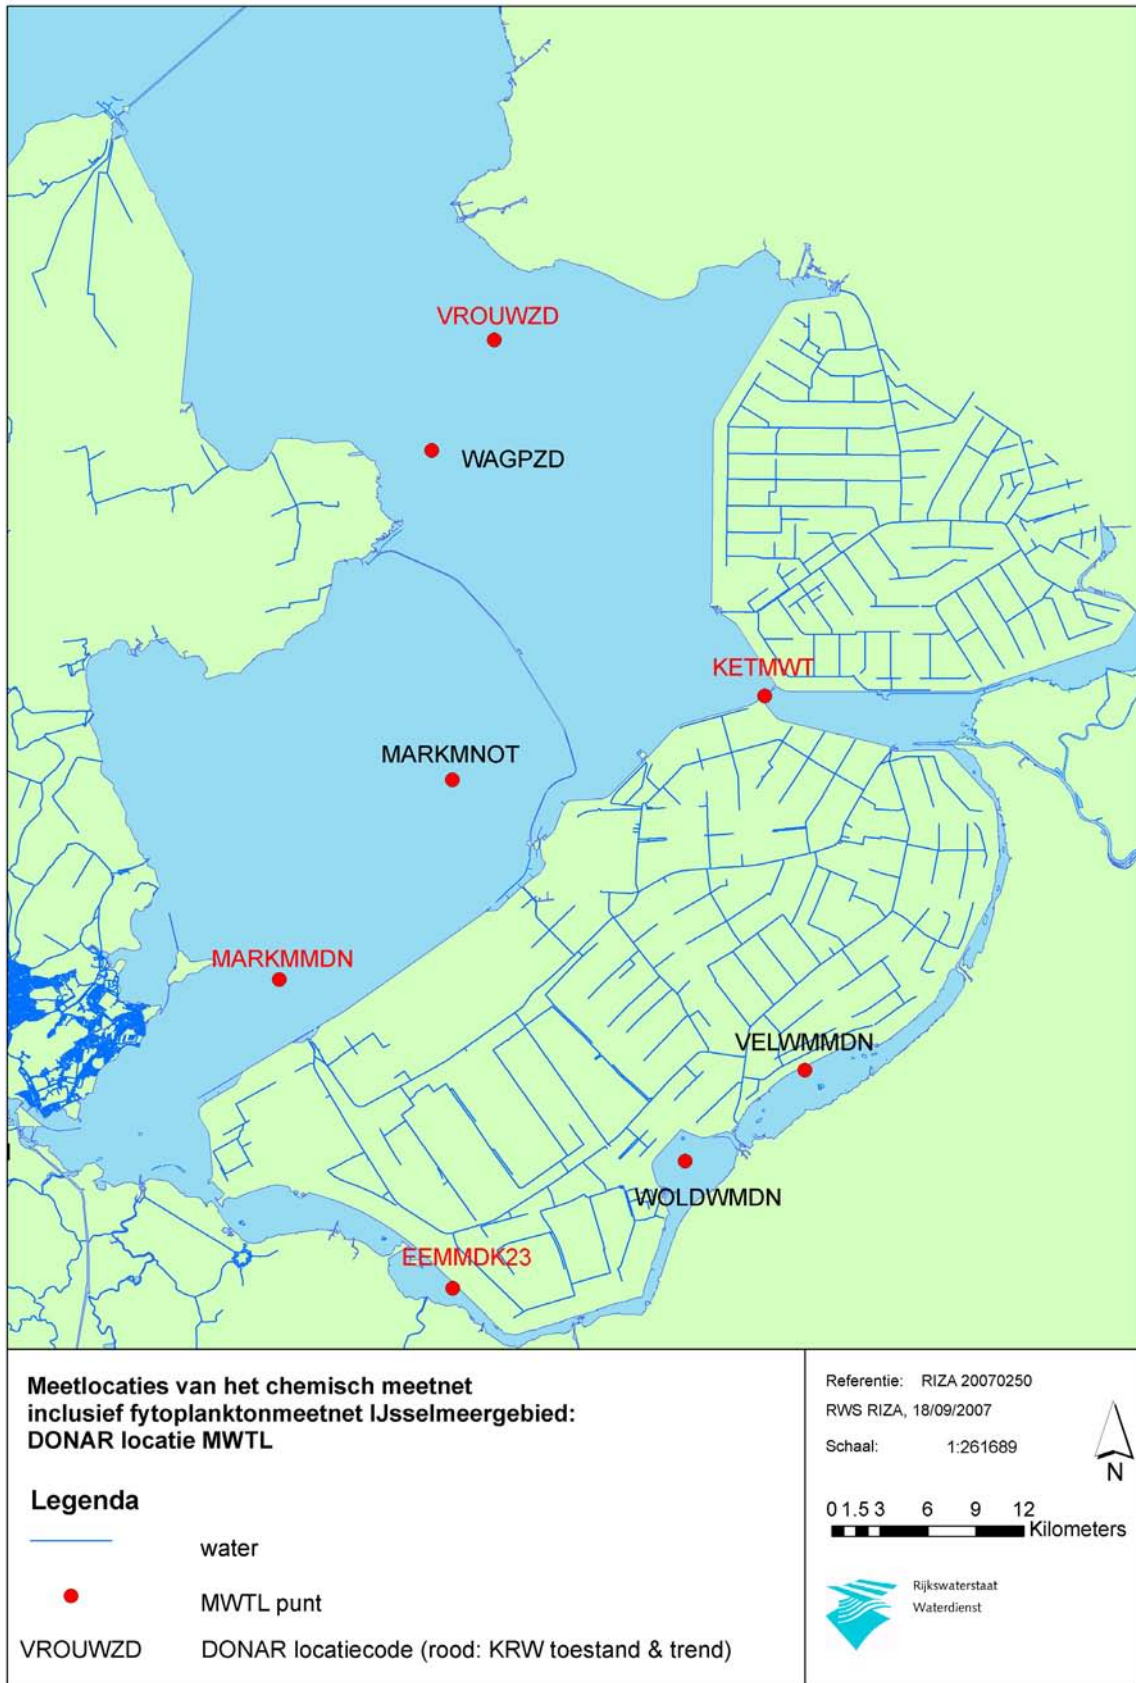 VROUWZD
WAGPZD
KETMWT
MARKMNOT
MARKMMDN
VELWMMDN
WOLDWMDN
EEMMDK23
Meetlocaties van het chemisch meetnet
inclusief fytoplanktonmeetnet IJsselmeergebied:
DONAR locatie MWTL
Legenda
water
MWTL punt
VROUWZD DONAR locatiecode (rood: KRW toestand & trend)
Referentie: RIZA 20070250
RWS RIZA, 18/09/2007
Schaal: 1:261689
N
0 1.5 3 6 9 12
Kilometers
Rijkswaterstaat
Waterdienst